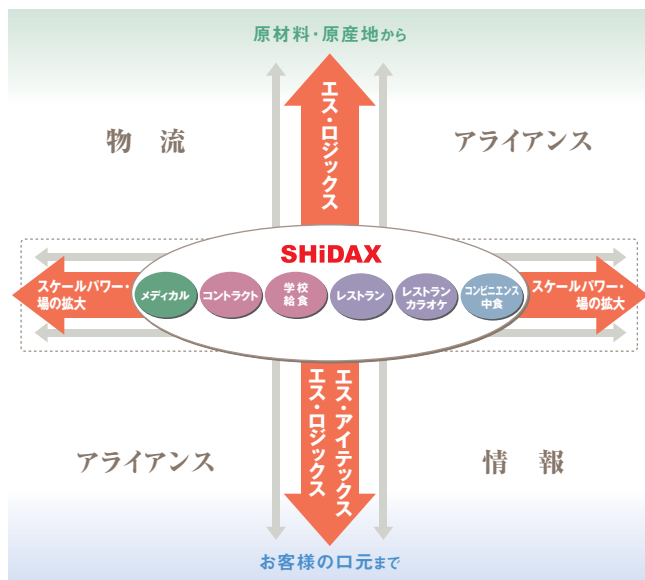 原材料・原産地から
エス・ロジックス
物 流
アライアンス
SHiDAX
スケールパワー・
場の拡大
メディカル
コントラクト
学校
給食
レストラン
レストラン
カラオケ
コンビニエンス
中食
スケールパワー・
場の拡大
エス・アイテックス
エス・ロジックス
アライアンス
情 報
お客様の口元まで